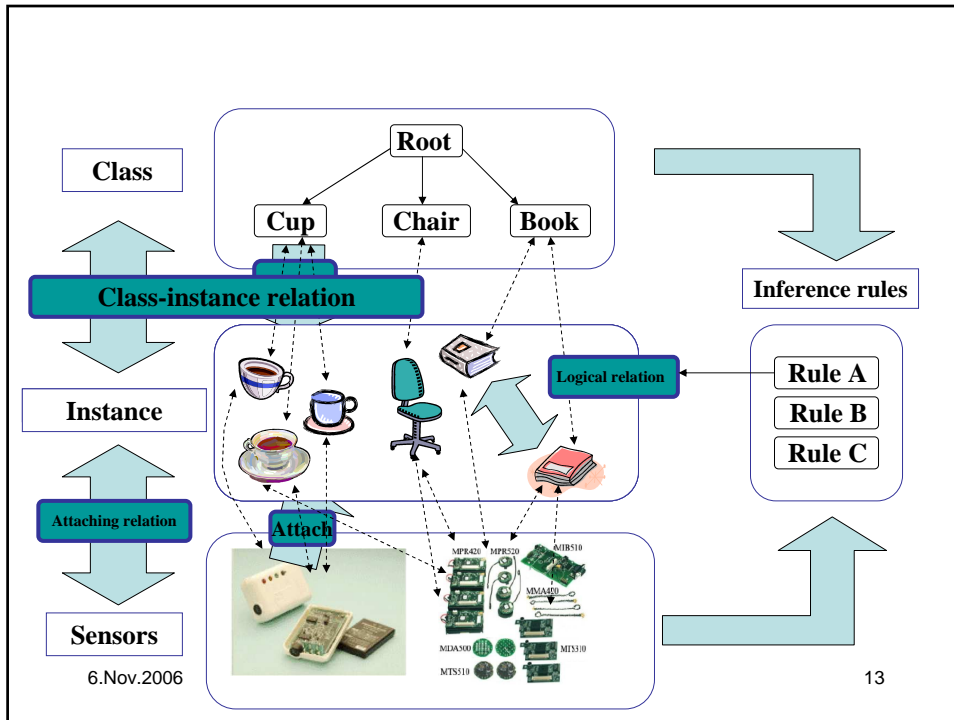 Root
Class
Cup
Chair
Book
Class-instance relation
Inference rules
Logical relation
Rule A
Instance
Rule B
Rule C
Attaching relation
Attach
MPR420
MPR520
MIB510
MMA400
Sensors
MDA500
MTS310
MTS510
6.Nov.2006
13